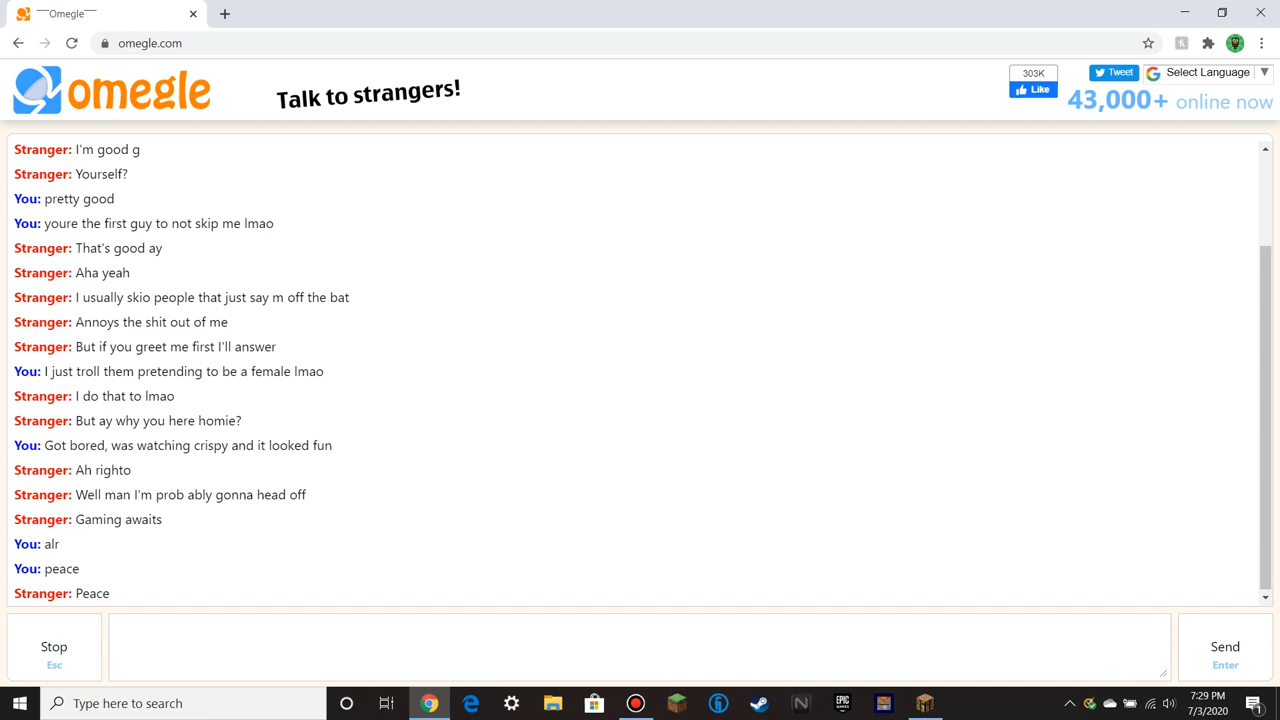 Omegle
omegle.com
omegle
Talk to strangers!
303K
Like
Tweet
Select Language
43,000+ online now
Stranger: I'm good g
Stranger: Yourself?
You: pretty good
You: youre the first guy to not skip me lmao
Stranger: That's good ay
Stranger: Aha yeah
Stranger: I usually skio people that just say m off the bat
Stranger: Annoys the shit out of me
Stranger: But if you greet me first I'll answer
You: I just troll them pretending to be a female lmao
Stranger: I do that to lmao
Stranger: But ay why you here homie?
You: Got bored, was watching crispy and it looked fun
Stranger: Ah righto
Stranger: Well man I'm prob ably gonna head off
Stranger: Gaming awaits
You: alr
You: peace
Stranger: Peace
Stop
Esc
Send
Enter
Type here to search
EPIC GAMES
7:29 PM
7/3/2020
1